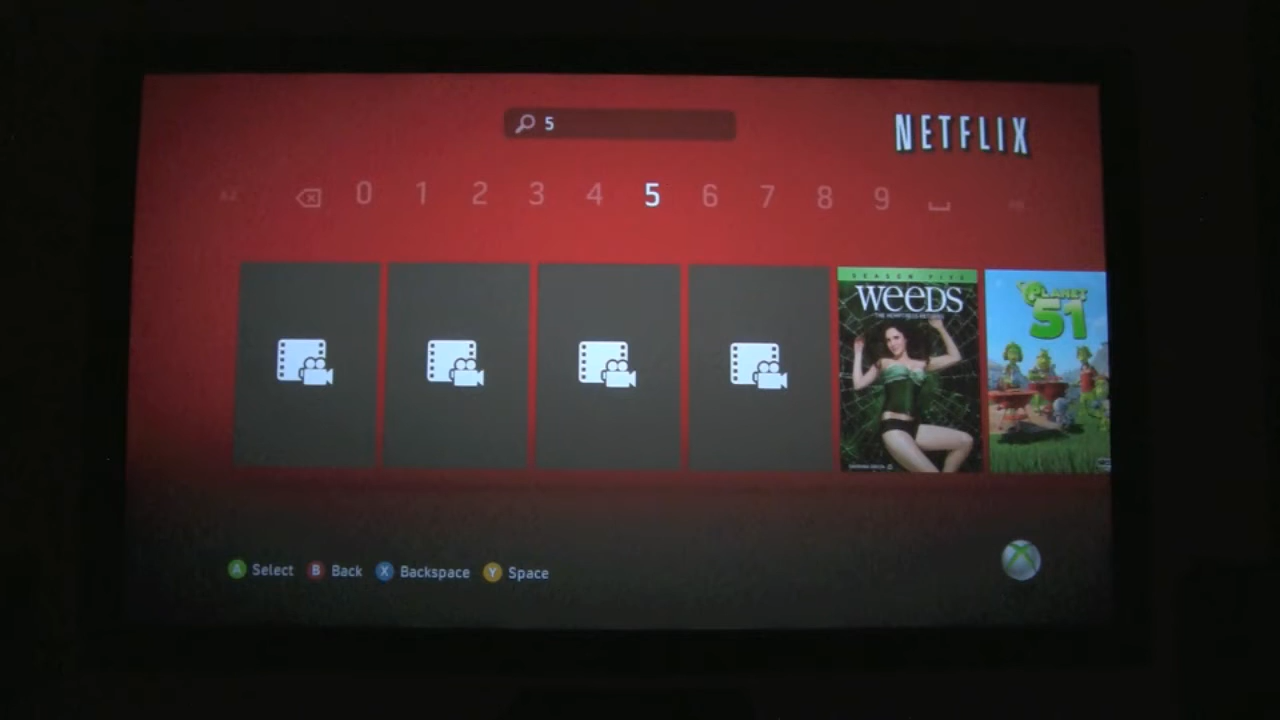 5
NETFLIX
0 1 2 3 4 5 6 7 8 9
SEASON FIVE
weeds
PLANET
51
A Select B Back X Backspace Y Space